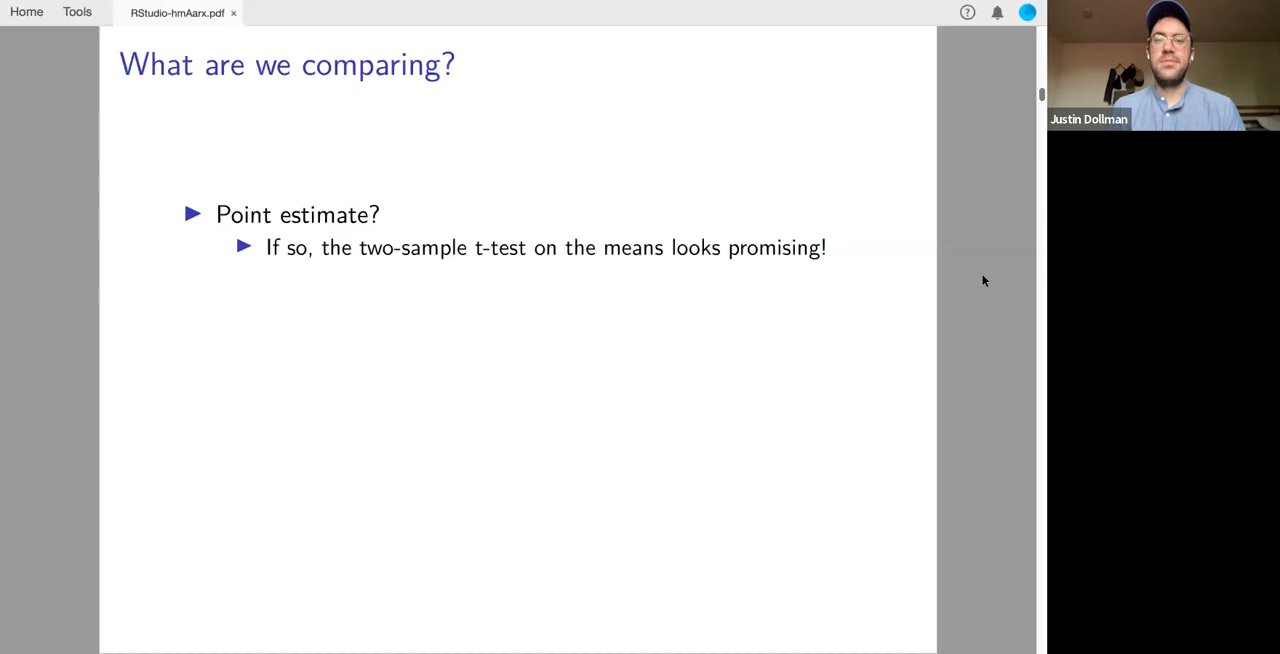 Home Tools RStudio-hmAarx.pdf ×
What are we comparing?
Point estimate?
If so, the two-sample t-test on the means looks promising!
Justin Dollman